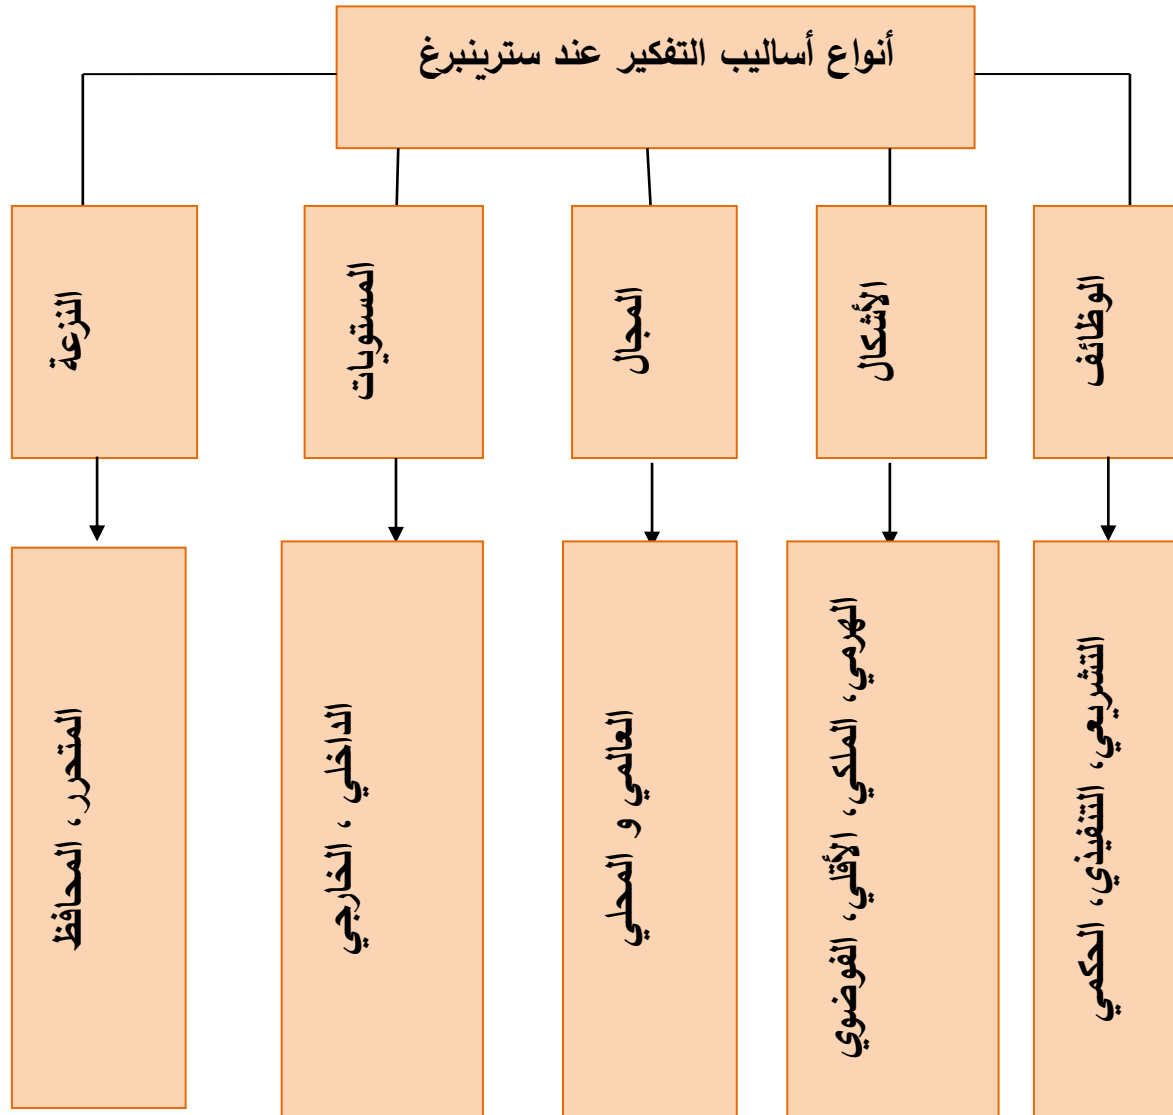 أنواع أساليب التفكير عند سترينبرغ
الوظائف
الأشكال
المجال
المستويات
النزعة
التشريعي، التنفيذي، الحكمي
الهرمي، الملكي، الأقلي، الفوضوي
العالمي و المحلي
الداخلي ، الخارجي
المتحرر، المحافظ